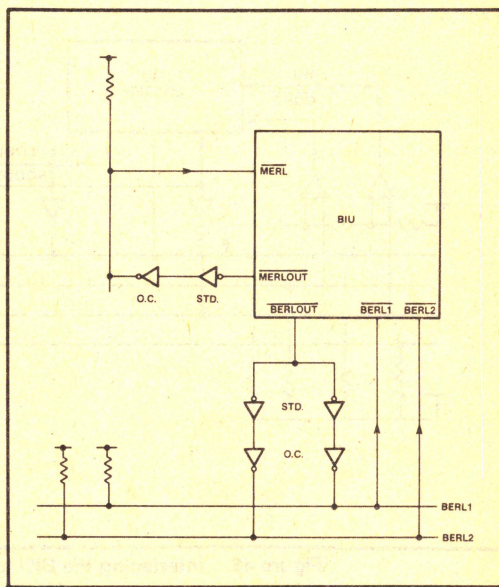 MERL
BIU
MERLOUT
O.C. STD.
BERLOUT BERL1 BERL2
STD.
O.C.
BERL1
BERL2